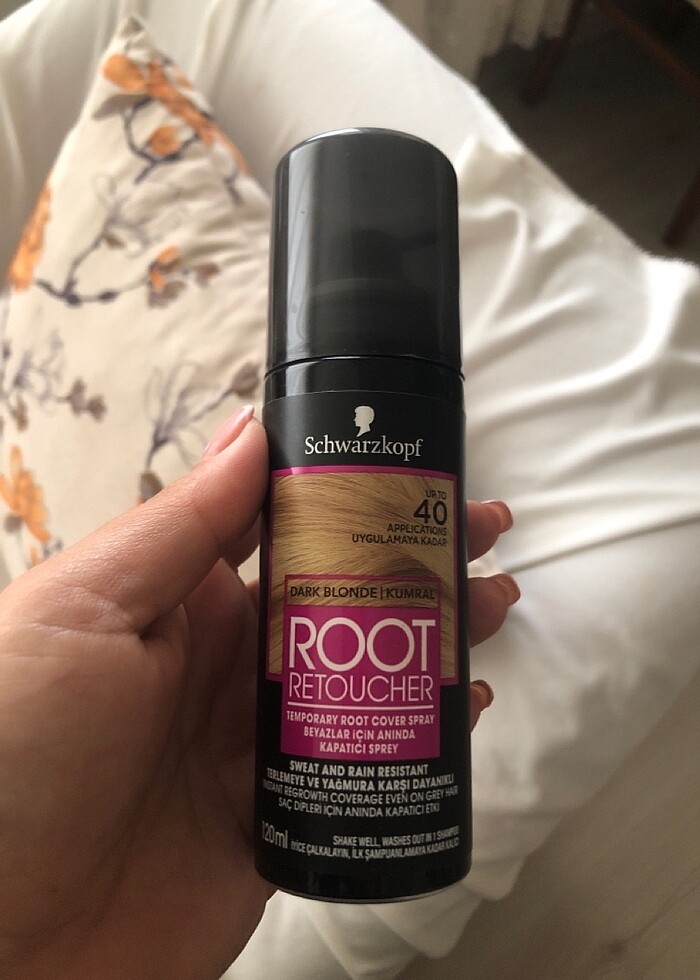 Schwarzkopf
UP TO
40
APPLICATIONS
UYGULAMAYA KADAR
DARK BLONDE | KUMRAL
ROOT
RETOUCHER
TEMPORARY ROOT COVER SPRAY
BEYAZLAR İÇİN ANINDA
KAPATICI SPREY
SWEAT AND RAIN RESISTANT
TERLEMEYE VE YAĞMURA KARŞI DAYANIKLI
INSTANT REGROWTH COVERAGE EVEN ON GREY HAIR
SAÇ DİPLERİ İÇİN ANINDA KAPATICI ETKİ
120ml
SHAKE WELL. WASHES OUT IN 1 SHAMPOO
İYİCE ÇALKALAYIN, İLK ŞAMPUANLAMAYA KADAR KALICI